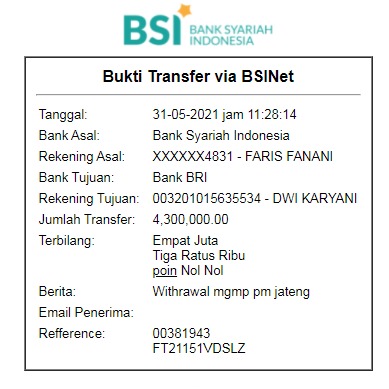 BSI BANK SYARIAH
INDONESIA
Bukti Transfer via BSINet
Tanggal: 31-05-2021 jam 11:28:14
Bank Asal: Bank Syariah Indonesia
Rekening Asal: XXXXXX4831 - FARIS FANANI
Bank Tujuan: Bank BRI
Rekening Tujuan: 003201015635534 - DWI KARYANI
Jumlah Transfer: 4,300,000.00
Terbilang: Empat Juta
Tiga Ratus Ribu
poin Nol Nol
Berita: Withrawal mgmp pm jateng
Email Penerima:
Refference: 00381943
FT21151VDSLZ